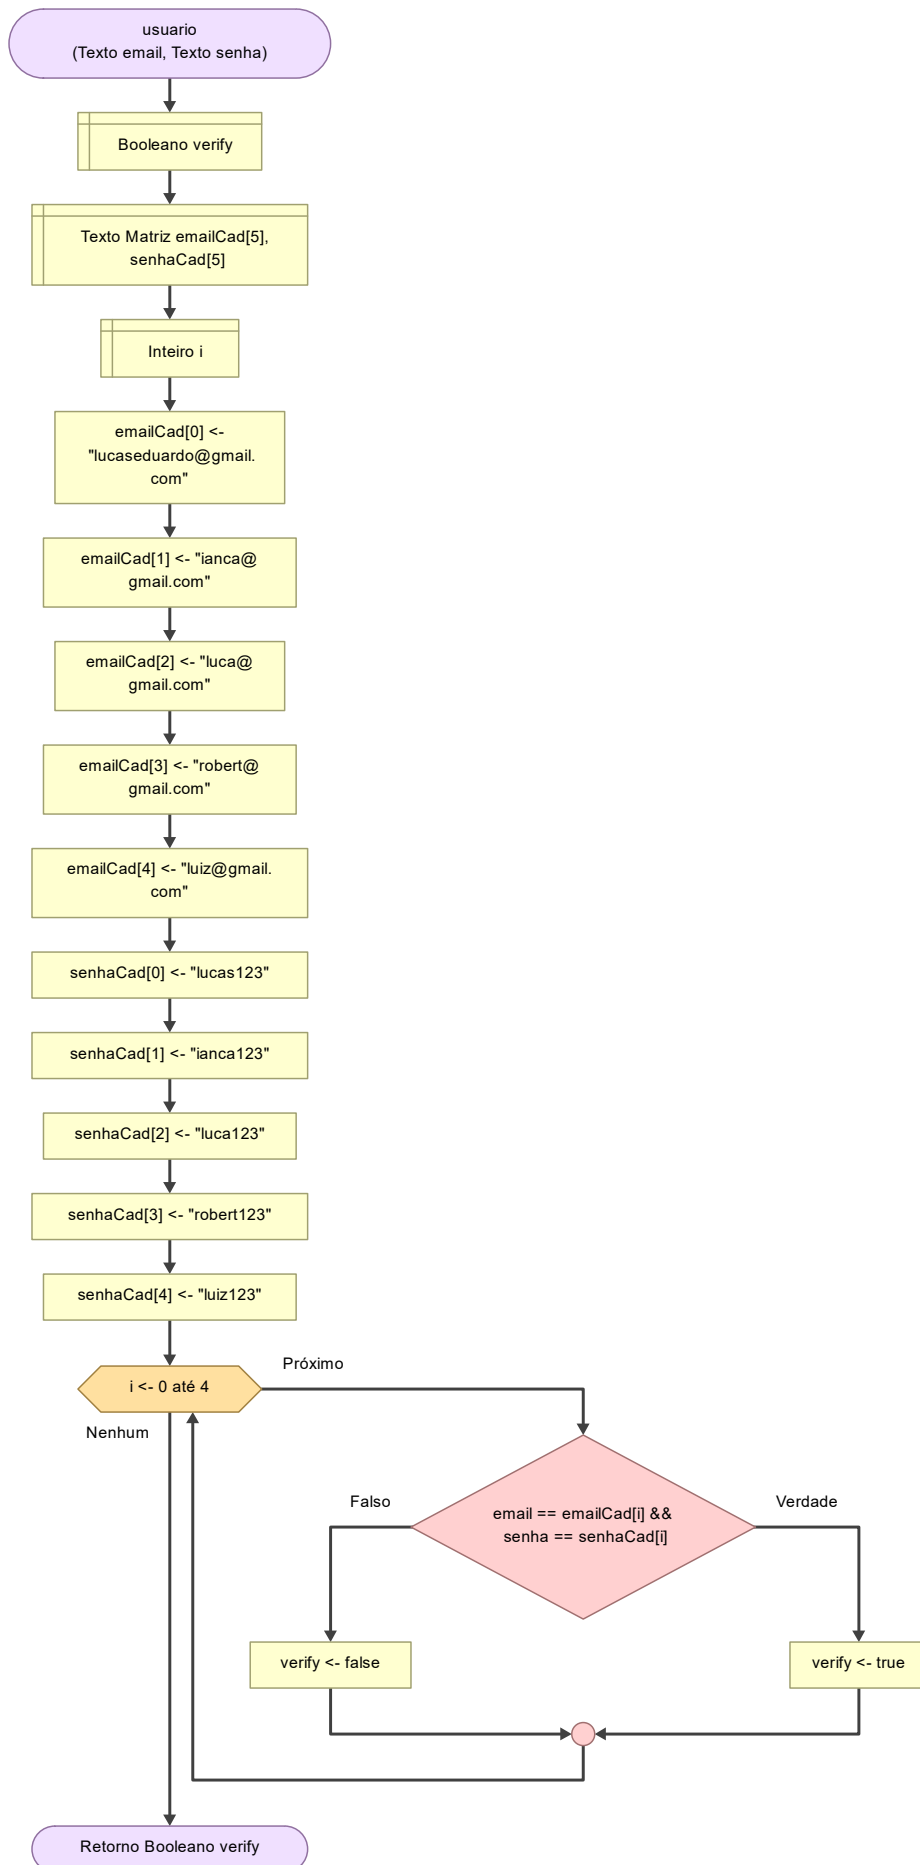 usuario
(Texto email, Texto senha)
Booleano verify
Texto Matriz emailCad[5],
senhaCad[5]
Inteiro i
emailCad[0] <-
"lucaseduardo@gmail.
com"
emailCad[1] <- "ianca@
gmail.com"
emailCad[2] <- "luca@
gmail.com"
emailCad[3] <- "robert@
gmail.com"
emailCad[4] <- "luiz@gmail.
com"
senhaCad[0] <- "lucas123"
senhaCad[1] <- "ianca123"
senhaCad[2] <- "luca123"
senhaCad[3] <- "robert123"
senhaCad[4] <- "luiz123"
i <- 0 até 4
Próximo
Nenhum
email == emailCad[i] &&
senha == senhaCad[i]
Falso
Verdade
verify <- false
verify <- true
Retorno Booleano verify